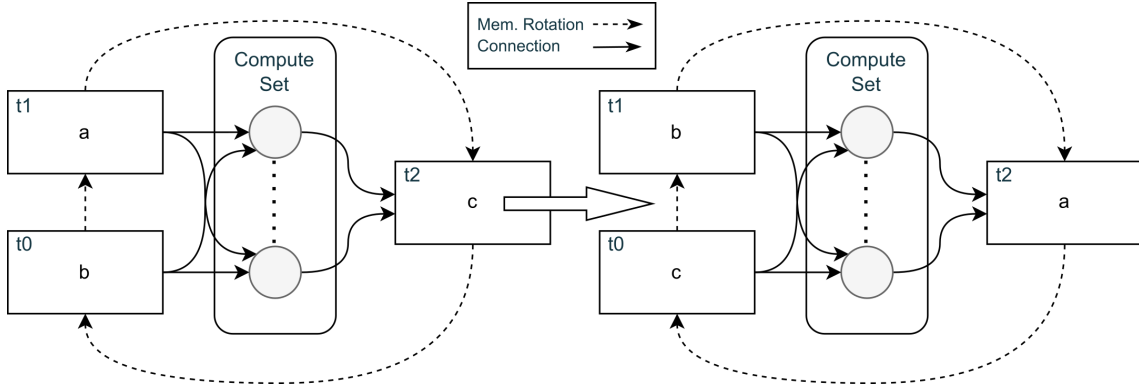 Mem. Rotation
Connection
Compute
Set
t1
a
t0
b
t2
c
Compute
Set
t1
b
t0
c
t2
a